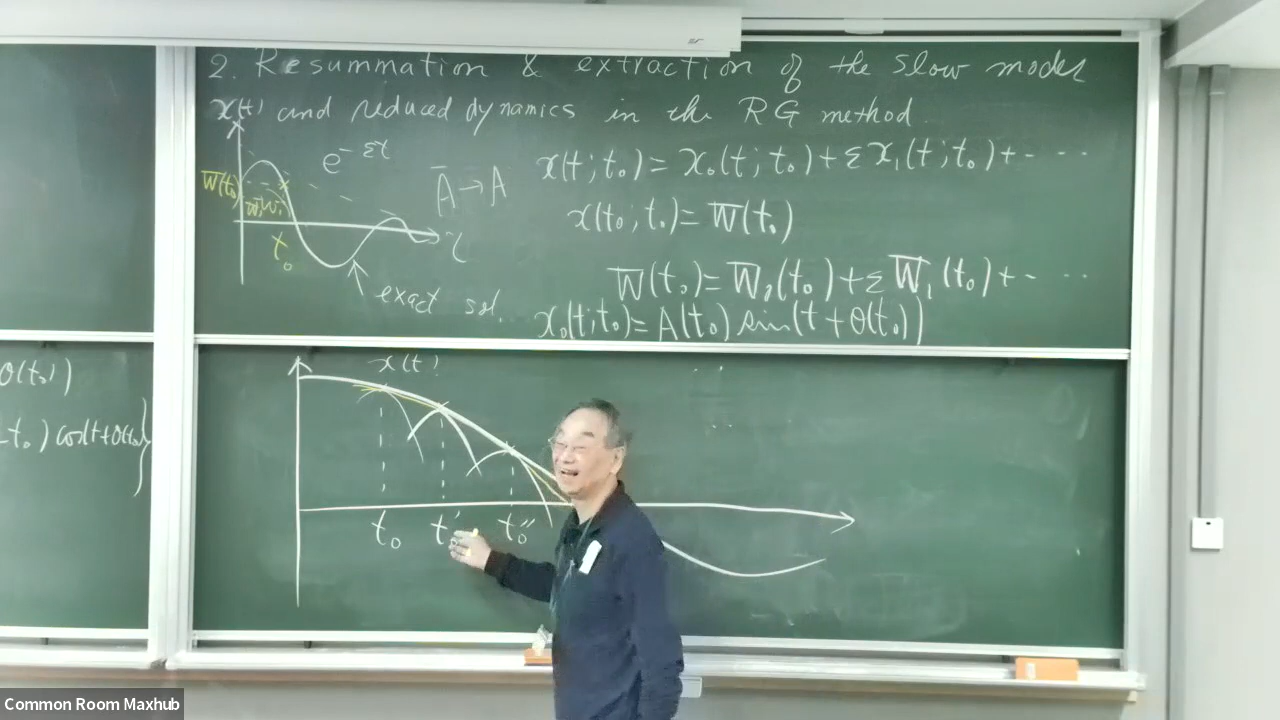 2. Resummation & extraction of the slow modes
x(t) and reduced dynamics in the RG method.
e^{-εt}
Ā → A
x(t;t₀) = x₀(t;t₀) + εx₁(t;t₀) + - ...
W(t₀)
x(t₀;t₀) = W(t₀)
t₀
τ
W(t₀) = W₀(t₀) + εW₁(t₀) + - ...
exact sol.
x₀(t;t₀) = A(t₀) sin(t + θ(t₀))
θ(t₀)
-t₀) cos(t+θ(t₀)}
x(t)
t₀ t₀' t₀''
Common Room Maxhub